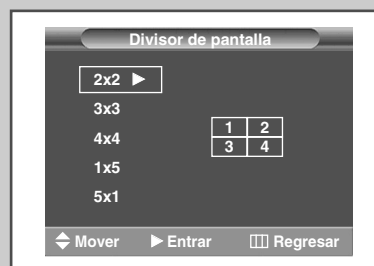 Divisor de pantalla
2x2
3x3
4x4
1x5
5x1
1 2
3 4
Mover Entrar Regresar